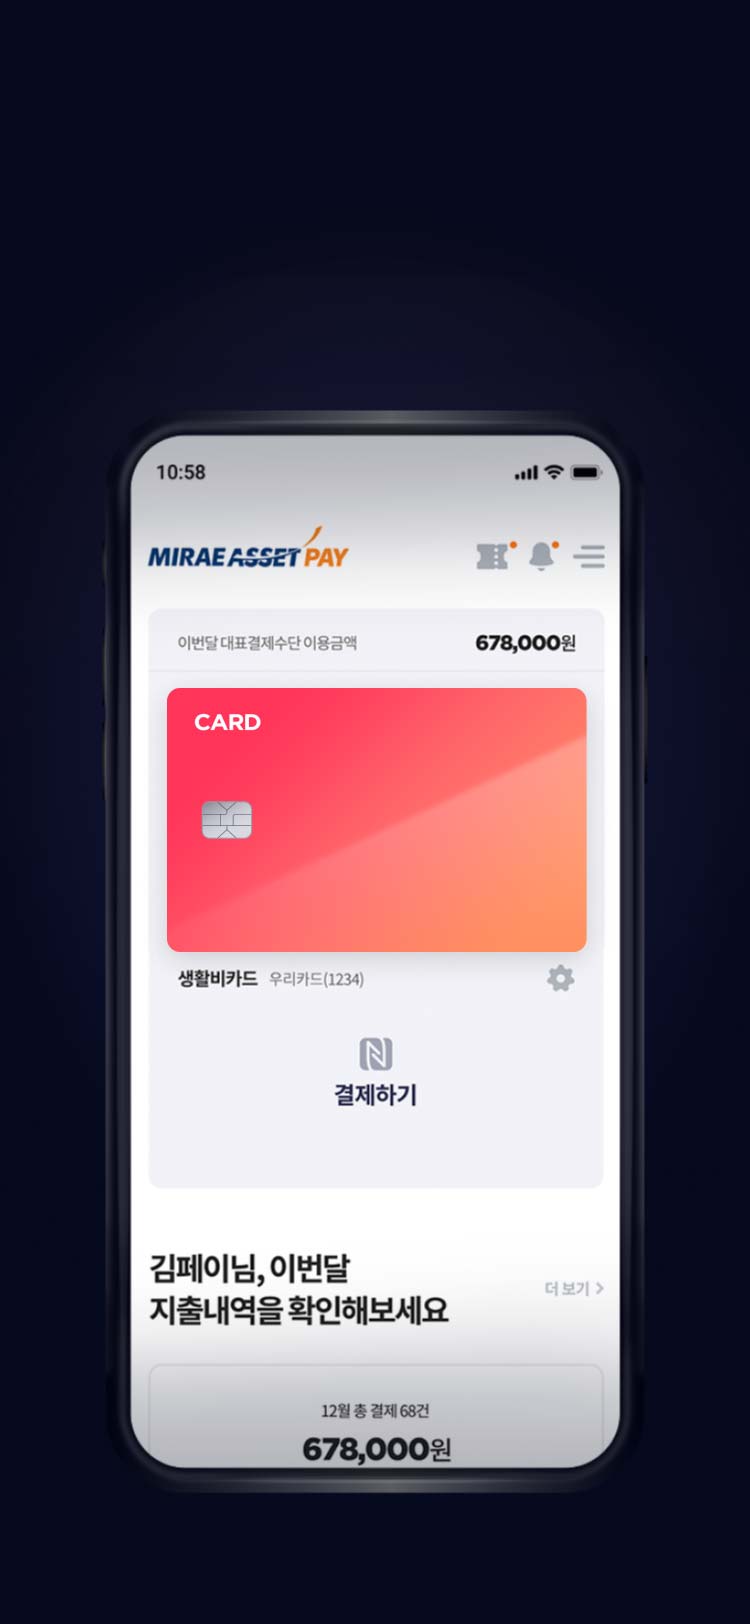 10:58
MIRAE ASSET PAY
이번달 대표결제수단 이용금액 678,000원
CARD
생활비카드 우리카드(1234)
결제하기
김페이님, 이번달
지출내역을 확인해보세요
더 보기 >
12월 총 결제 68건
678,000원